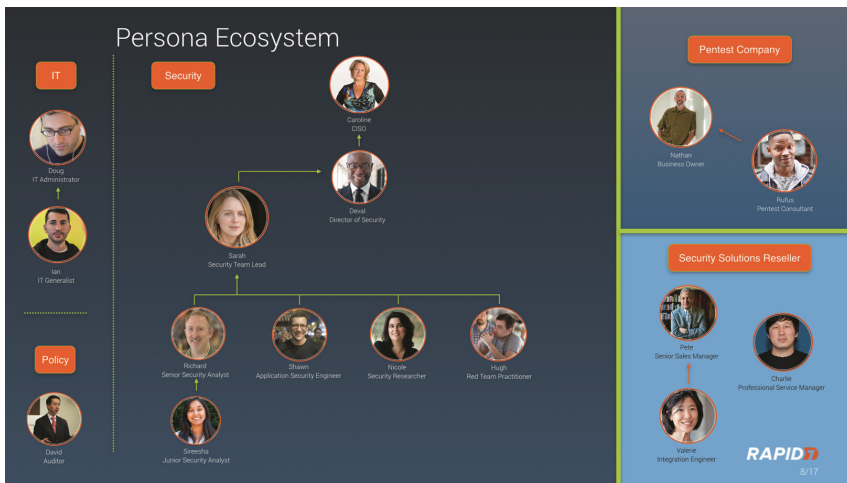 Persona Ecosystem
IT
Doug
IT Administrator
Ian
IT Generalist
Policy
David
Auditor
Security
Caroline
CISO
Deval
Director of Security
Sarah
Security Team Lead
Richard
Senior Security Analyst
Shawn
Application Security Engineer
Nicole
Security Researcher
Hugh
Red Team Practitioner
Sireesha
Junior Security Analyst
Pentest Company
Nathan
Business Owner
Rufus
Pentest Consultant
Security Solutions Reseller
Pete
Senior Sales Manager
Charlie
Professional Service Manager
Valerie
Integration Engineer
RAPID7
8/17